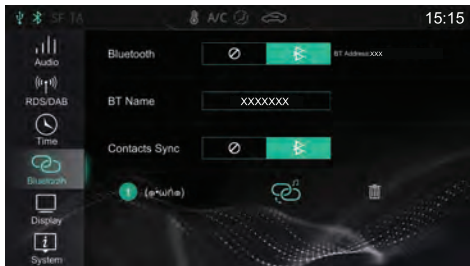 SF TA A/C 15:15
Audio
Bluetooth
BT Address:xxx
RDS/DAB
BT Name
XXXXXXX
Time
Contacts Sync
Bluetooth
1
Display
System